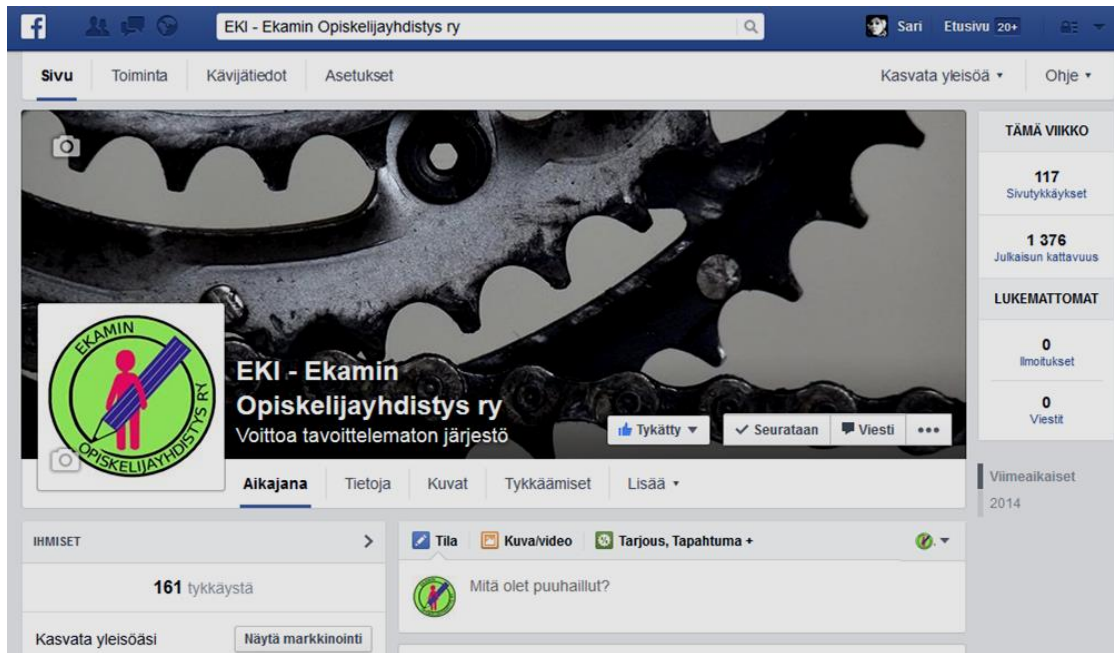 f
EKI - Ekamin Opiskelijayhdistys ry
Sari Etusivu 20+
Sivu Toiminta Kävijätiedot Asetukset Kasvata yleisöä Ohje
TÄMÄ VIIKKO
117
Sivutykkäykset
1 376
Julkaisun kattavuus
LUKEMATTOMAT
0
Ilmoitukset
0
Viestit
EKAMIN
OPISKELIJAYHDISTYS RY
EKI - Ekamin
Opiskelijayhdistys ry
Voittoa tavoittelematon järjestö
Tykätty Seurataan Viesti
Aikajana Tietoja Kuvat Tykkäämiset Lisää
Viimeaikaiset
2014
IHMISET
161 tykkäystä
Kasvata yleisöäsi Näytä markkinointi
Tila Kuva/video Tarjous, Tapahtuma +
Mitä olet puuhaillut?